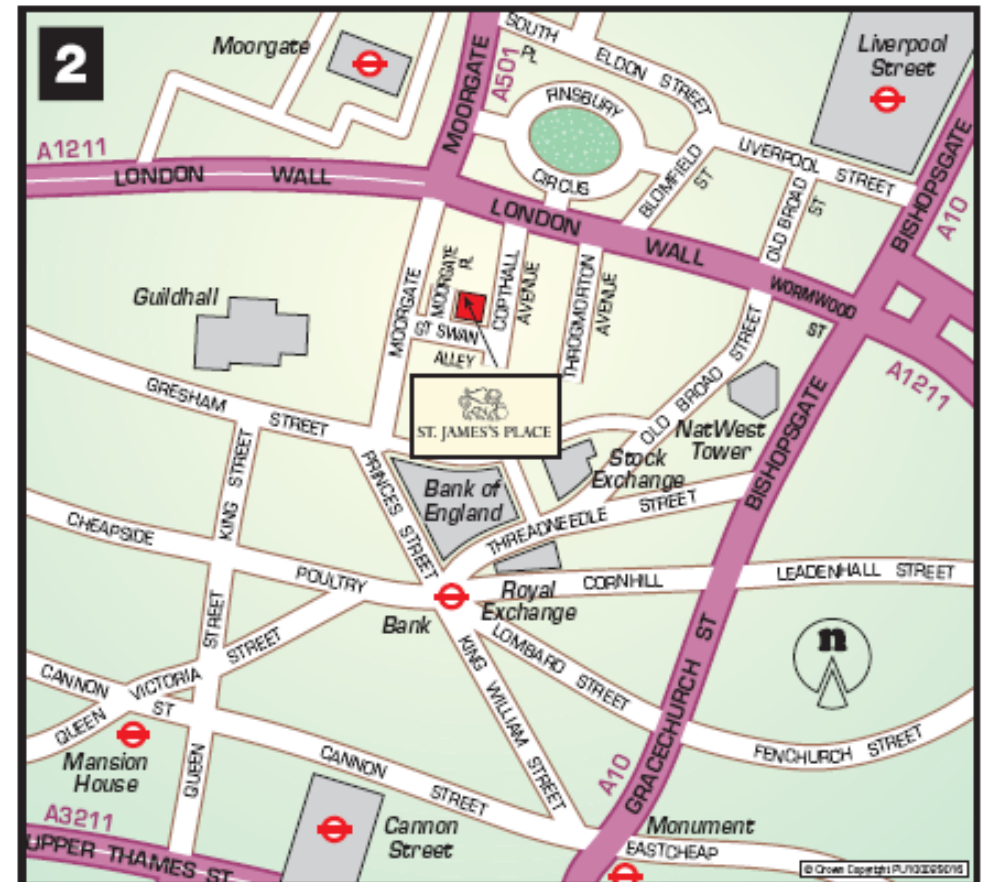 2
Moorgate
MOORGATE
A501
SOUTH PL
ELDON STREET
Liverpool
Street
FINSBURY
CIRCUS
BLOMFIELD ST
LIVERPOOL STREET
OLD BROAD ST
BISHOPSGATE
A10
A1211
LONDON WALL
LONDON WALL
WORMWOOD ST
A1211
Guildhall
MOORGATE
MOORGATE PL
COPTHALL AVENUE
THROGMORTON AVENUE
GT SWAN
ALLEY
ST. JAMES'S PLACE
OLD BROAD STREET
NatWest
Tower
BISHOPSGATE
Stock
Exchange
GRESHAM STREET
KING STREET
PRINCES STREET
Bank of
England
THREADNEEDLE STREET
CHEAPSIDE
POULTRY
Bank
Royal
Exchange
CORNHILL
LEADENHALL STREET
n
LOMBARD STREET
KING WILLIAM STREET
GRACECHURCH ST
A10
FENCHURCH STREET
CANNON ST
QUEEN VICTORIA STREET
Mansion
House
QUEEN STREET
CANNON STREET
A3211
UPPER THAMES ST
Cannon
Street
Monument
EASTCHEAP